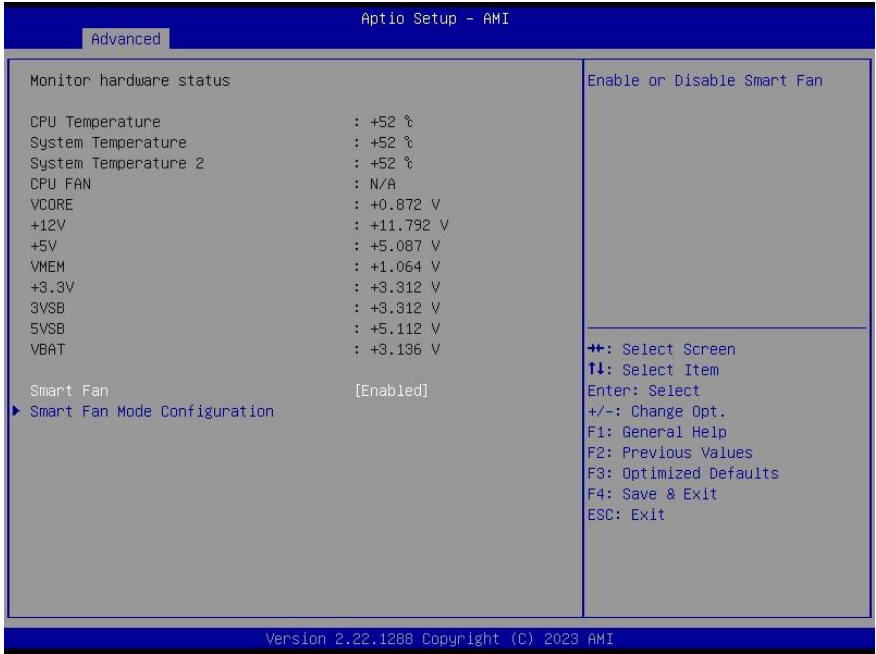 Aptio Setup - AMI
Advanced
Monitor hardware status
CPU Temperature : +52 ℃
System Temperature : +52 ℃
System Temperature 2 : +52 ℃
CPU FAN : N/A
VCORE : +0.872 V
+12V : +11.792 V
+5V : +5.087 V
VMEM : +1.064 V
+3.3V : +3.312 V
3VSB : +3.312 V
5VSB : +5.112 V
VBAT : +3.136 V
Smart Fan [Enabled]
Smart Fan Mode Configuration
Enable or Disable Smart Fan
→←: Select Screen
↑↓: Select Item
Enter: Select
+/-: Change Opt.
F1: General Help
F2: Previous Values
F3: Optimized Defaults
F4: Save & Exit
ESC: Exit
Version 2.22.1288 Copyright (C) 2023 AMI